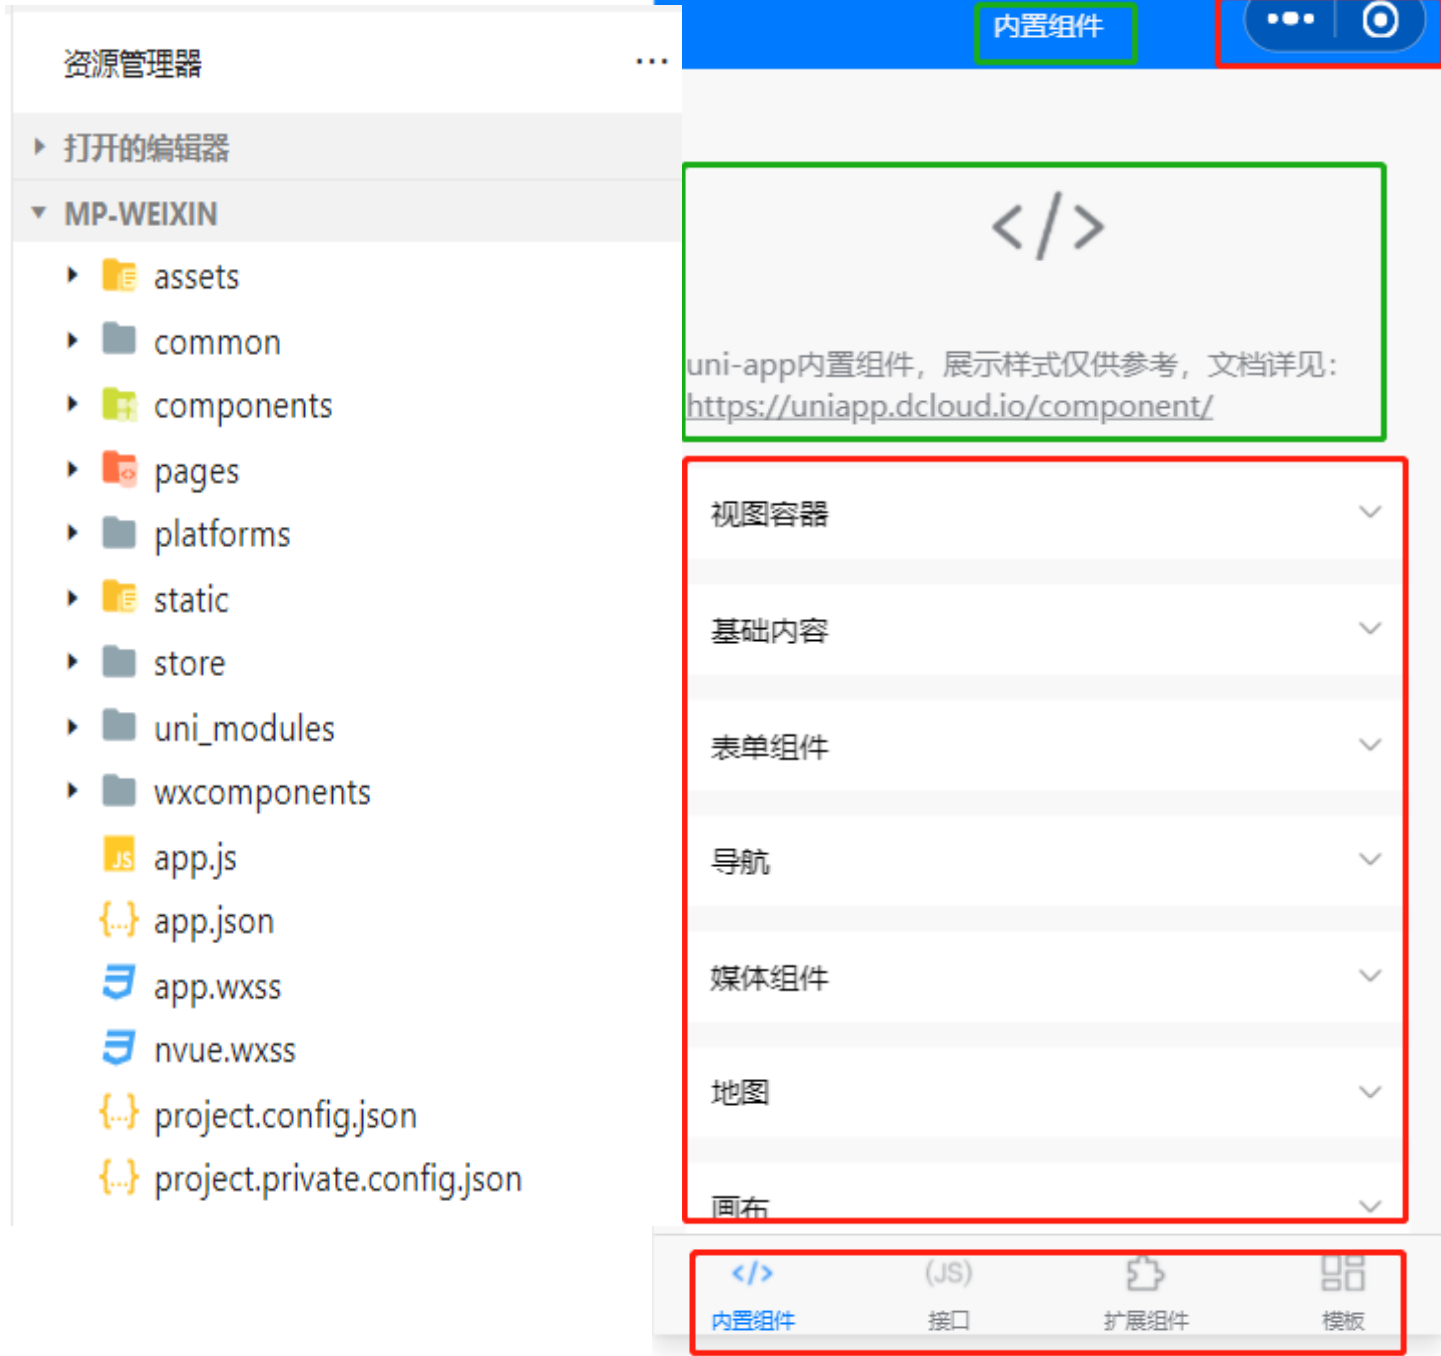 资源管理器
打开的编辑器
MP-WEIXIN
assets
common
components
pages
platforms
static
store
uni_modules
wxcomponents
JS app.js
{...} app.json
app.wxss
nvue.wxss
{...} project.config.json
{...} project.private.config.json
内置组件
</>
uni-app内置组件，展示样式仅供参考，文档详见：
https://uniapp.dcloud.io/component/
视图容器
基础内容
表单组件
导航
媒体组件
地图
画布
</> (JS)
内置组件 接口 扩展组件 模板